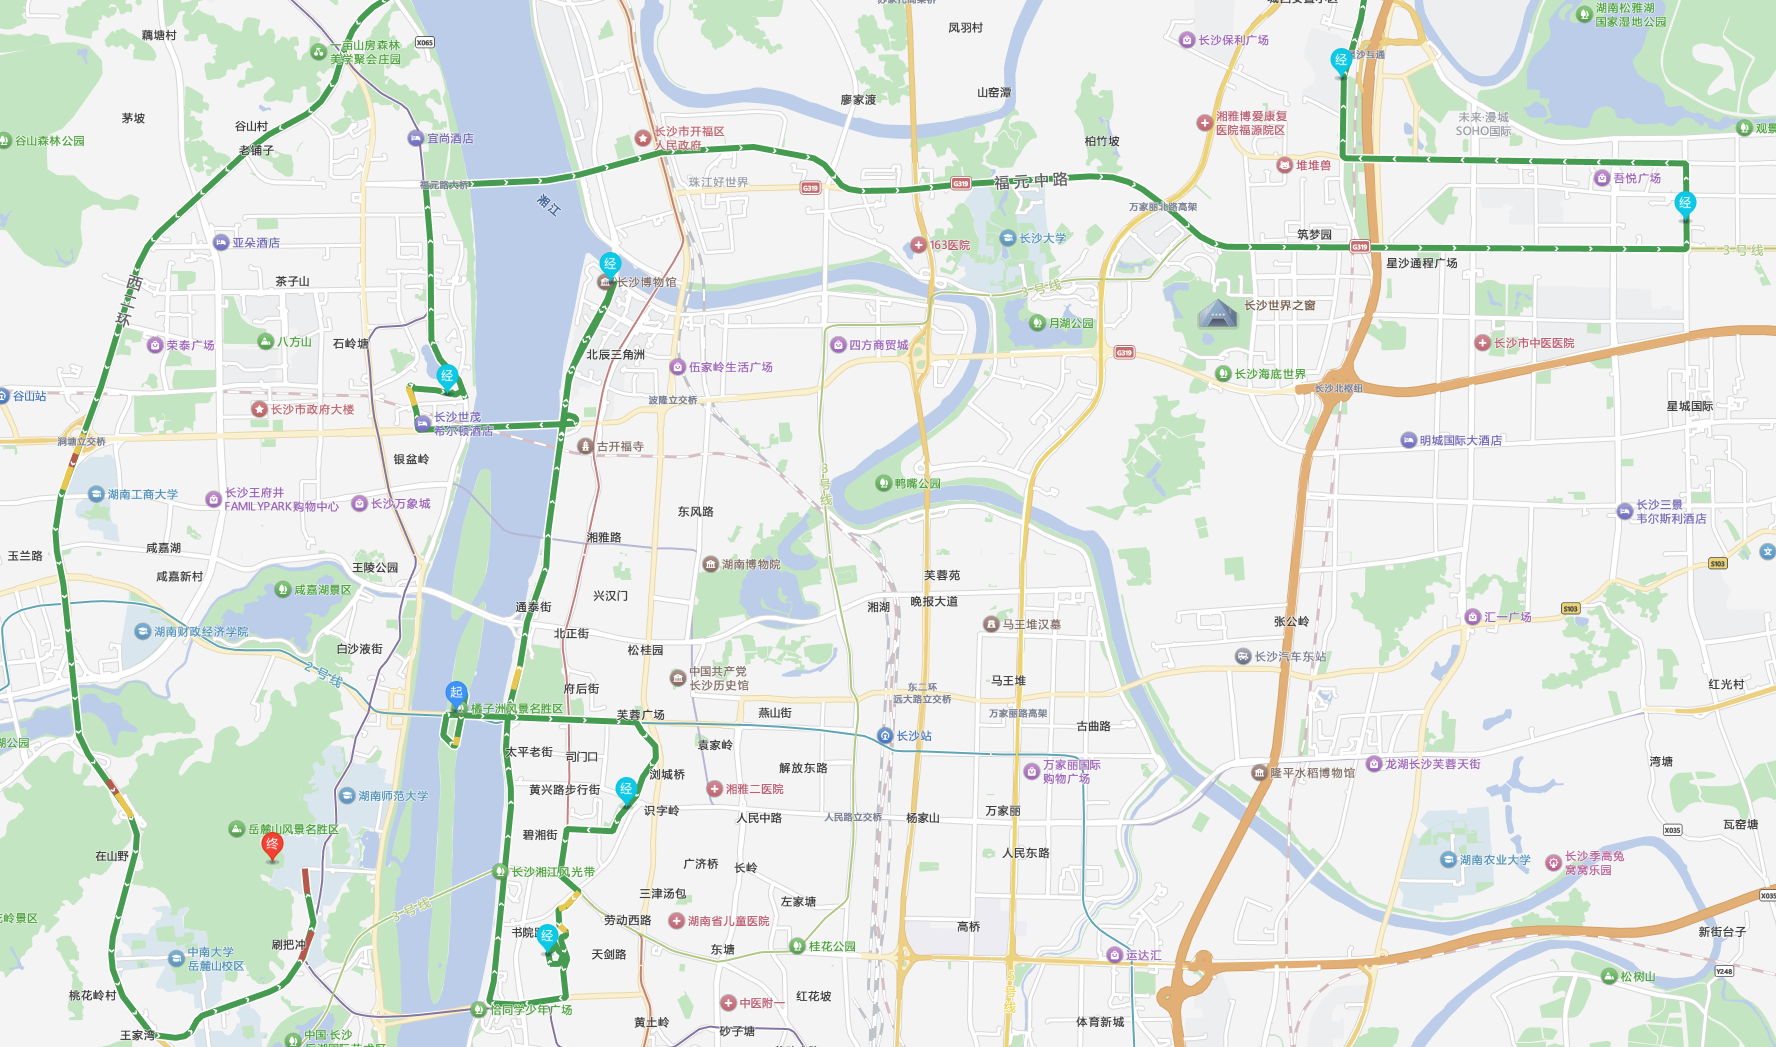 藕塘村
X065
一亩山房森林
美学聚会庄园
凤羽村
长沙保利广场
湖南松雅湖
国家湿地公园
山窑潭
廖家渡
茅坡
谷山村
老铺子
谷山森林公园
宜尚酒店
长沙市开福区
人民政府
柏竹坡
湘雅博爱康复
医院福源院区
未来·漫城
SOHO国际
观景
堆堆兽
吾悦广场
经
经
福元路大桥
珠江好世界
G319
G319
福元中路
湘江
万家丽北路高架
亚朵酒店
163医院
长沙大学
筑梦园
G319
星沙通程广场
3号线
西二环
茶子山
经
长沙博物馆
3号线
长沙世界之窗
月湖公园
荣泰广场
八方山
石岭塘
北辰三角洲
四方商贸城
G319
长沙市中医医院
伍家岭生活广场
长沙海底世界
长沙北枢纽
谷山站
经
长沙市政府大楼
长沙世茂
希尔顿酒店
波隆立交桥
星城国际
洞塘立交桥
古开福寺
明城国际大酒店
银盆岭
3号线
鸭嘴公园
湖南工商大学
长沙王府井
FAMILYPARK购物中心
长沙万象城
东风路
长沙三景
韦尔斯利酒店
玉兰路
咸嘉湖
湘雅路
文
王陵公园
湖南博物院
咸嘉新村
芙蓉苑
S103
咸嘉湖景区
兴汉门
通泰街
湘湖
晚报大道
S103
湖南财政经济学院
北正街
马王堆汉墓
张公岭
汇一广场
白沙液街
松桂园
长沙汽车东站
2号线
中国共产党
长沙历史馆
府后街
马王堆
东二环
远大路立交桥
红光村
起
橘子洲风景名胜区
芙蓉广场
燕山街
万家丽路高架
古曲路
湖公园
长沙站
太平老街
司门口
袁家岭
浏城桥
解放东路
万家丽国际
购物广场
隆平水稻博物馆
龙湖长沙芙蓉天街
湾塘
湖南师范大学
黄兴路步行街
经
湘雅二医院
识字岭
人民中路
人民路立交桥
杨家山
万家丽
X035
瓦窑塘
岳麓山风景名胜区
终
碧湘街
在山野
广济桥
长岭
人民东路
湖南农业大学
长沙季高兔
窝窝乐园
长沙湘江风光带
三津汤包
左家塘
X035
3号线
岭景区
劳动西路
湖南省儿童医院
高桥
新街台子
经
刷把冲
天剑路
东塘
桂花公园
运达汇
中南大学
岳麓山校区
Y248
松树山
桃花岭村
恰同学少年广场
中医附一
红花坡
5号线
王家湾
中国·长沙
黄土岭
砂子塘
体育新城